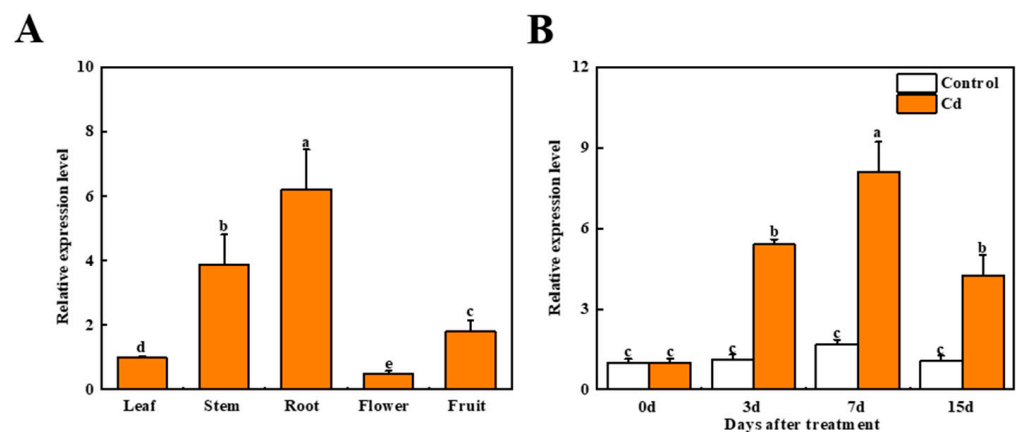 A
Relative expression level
10
8
6
4
2
0
d
b
a
e
c
Leaf Stem Root Flower Fruit
B
Relative expression level
12
9
6
3
0
Control
Cd
c c c b c a c b
0d 3d 7d 15d
Days after treatment